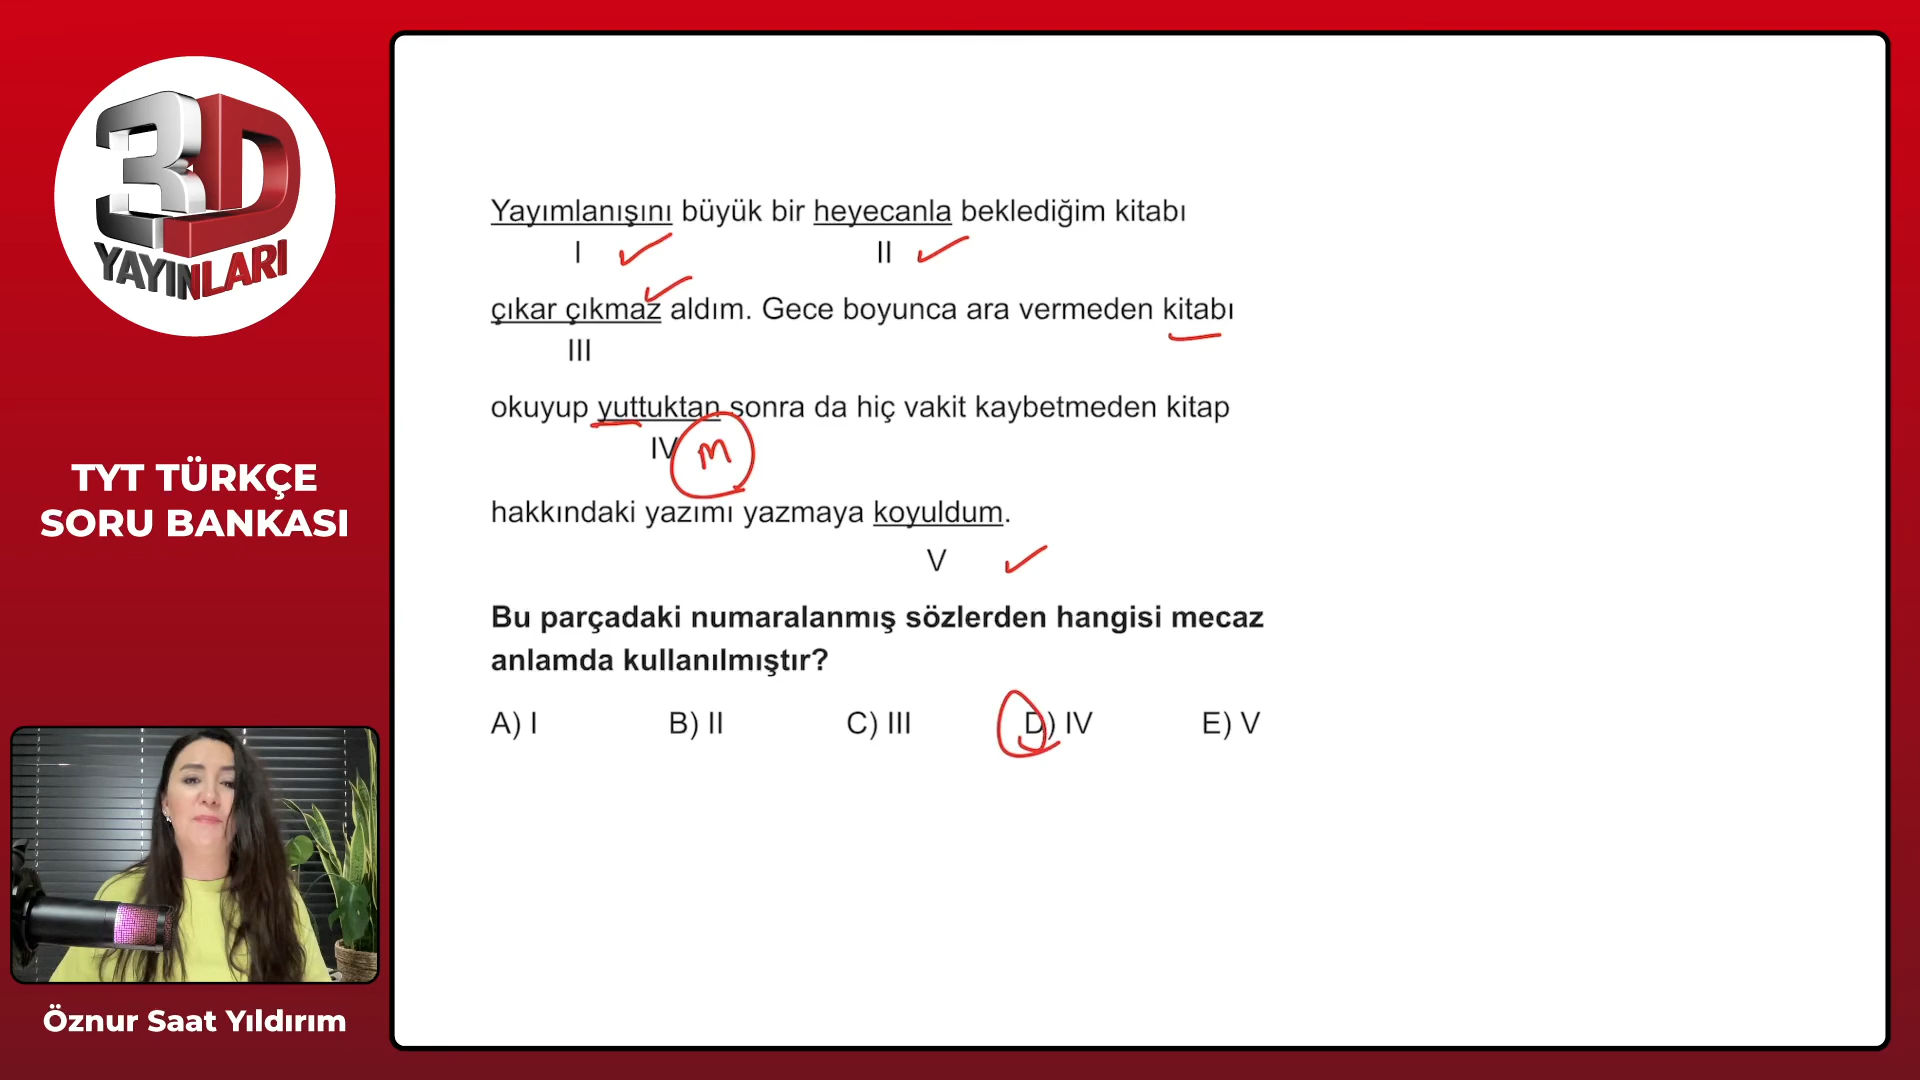 3D
YAYINLARI
TYT TÜRKÇE
SORU BANKASI
Öznur Saat Yıldırım
Yayımlanışını büyük bir heyecanla beklediğim kitabı
I II
çıkar çıkmaz aldım. Gece boyunca ara vermeden kitabı
III
okuyup yuttuktan sonra da hiç vakit kaybetmeden kitap
IV M
hakkındaki yazımı yazmaya koyuldum.
V
Bu parçadaki numaralanmış sözlerden hangisi mecaz
anlamda kullanılmıştır?
A) I B) II C) III D) IV E) V